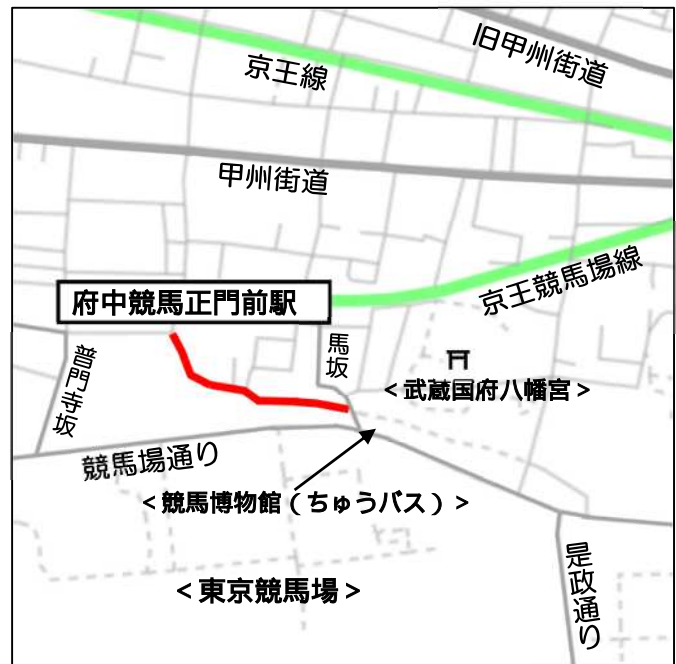 旧甲州街道
京王線
甲州街道
京王競馬場線
府中競馬正門前駅
馬坂
普門寺坂
＜武蔵国府八幡宮＞
競馬場通り
＜競馬博物館（ちゅうバス）＞
是政通り
＜東京競馬場＞